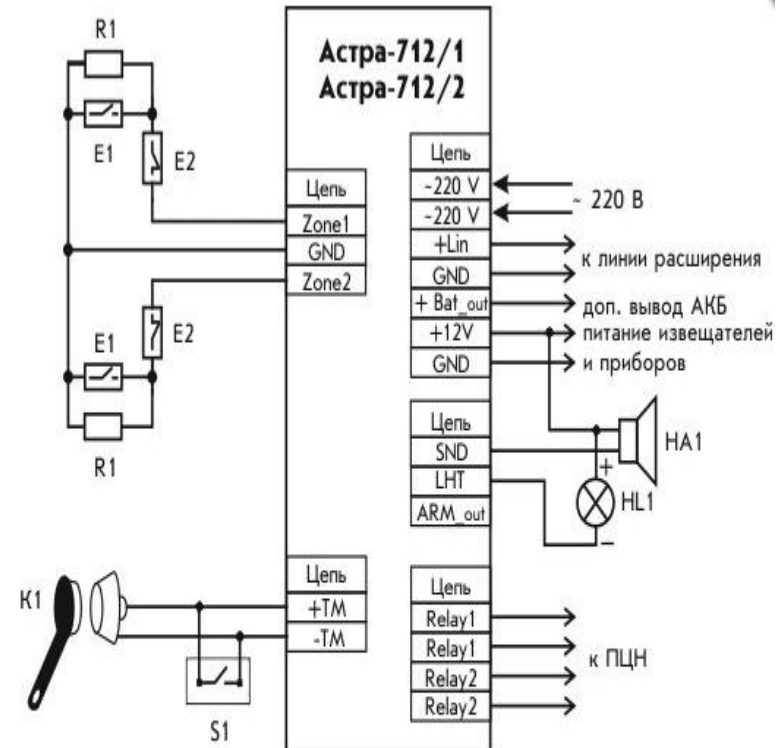 R1
E1
E2
E1
E2
R1
K1
S1
Астра-712/1
Астра-712/2
Цепь
Zone1
GND
Zone2
Цепь
+TM
-TM
Цепь
~220 V
~220 V
+Lin
GND
+ Bat_out
+12V
GND
Цепь
SND
LHT
ARM_out
Цепь
Relay1
Relay1
Relay2
Relay2
~ 220 В
к линии расширения
доп. вывод АКБ
питание извещателей
и приборов
HA1
+
HL1
−
к ПЦН